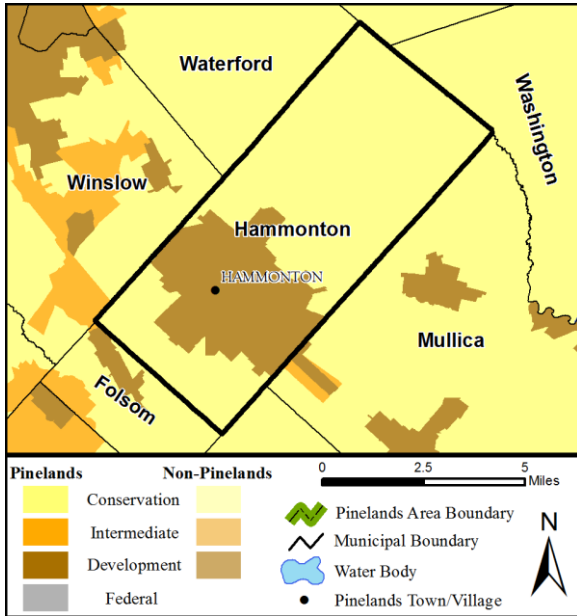 Waterford
Washington
Winslow
Hammonton
HAMMONTON
Mullica
Folsom
Pinelands Non-Pinelands
Conservation
Intermediate
Development
Federal
0 2.5 5
Miles
Pinelands Area Boundary
Municipal Boundary
Water Body
Pinelands Town/Village
N